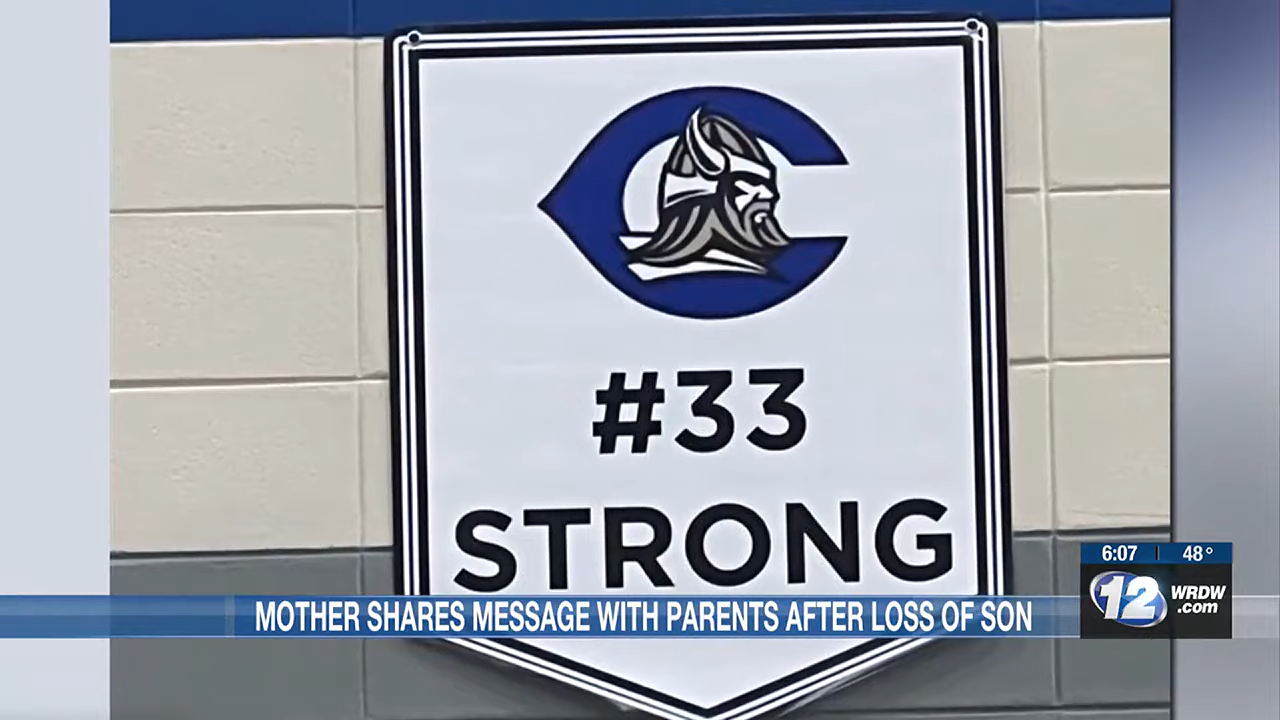 #33
STRONG
MOTHER SHARES MESSAGE WITH PARENTS AFTER LOSS OF SON
6:07 | 48°
12 WRDW
.com